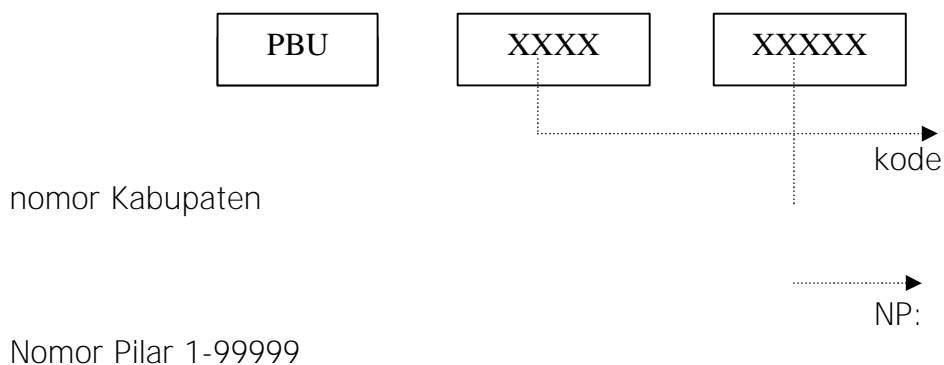 PBU XXXX XXXXX
kode
nomor Kabupaten
NP:
Nomor Pilar 1-99999